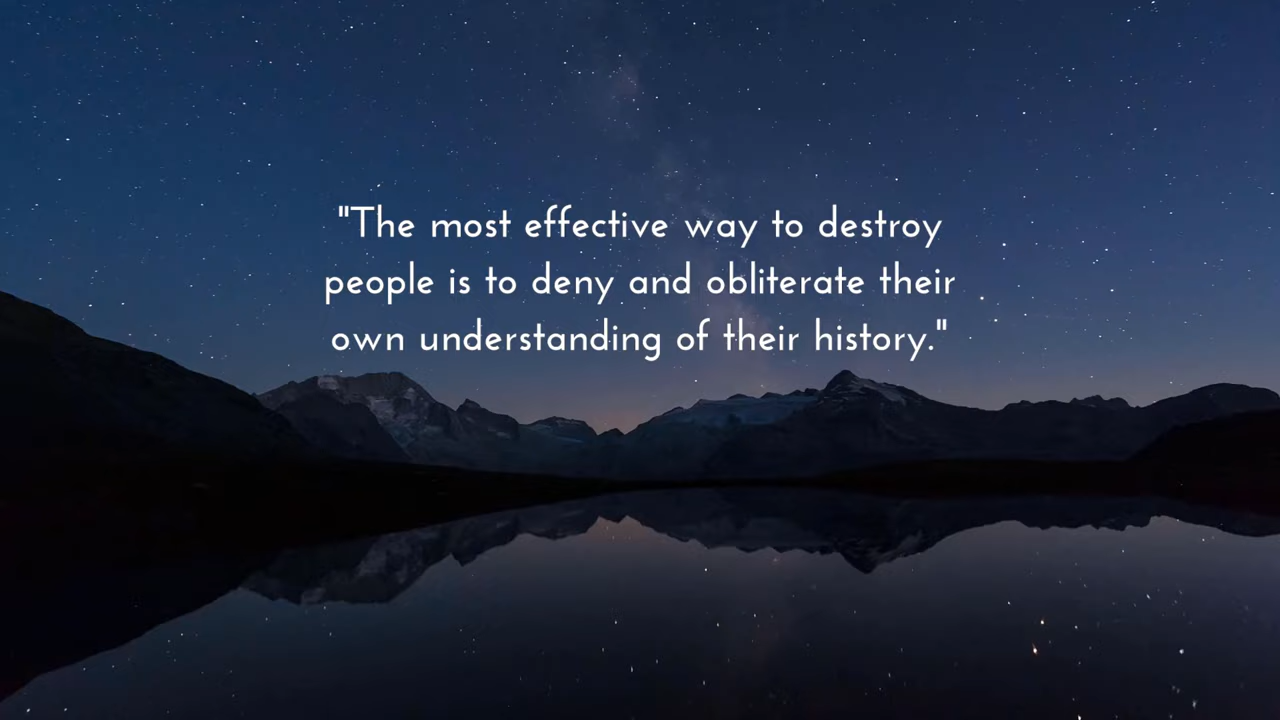 "The most effective way to destroy
people is to deny and obliterate their
own understanding of their history."